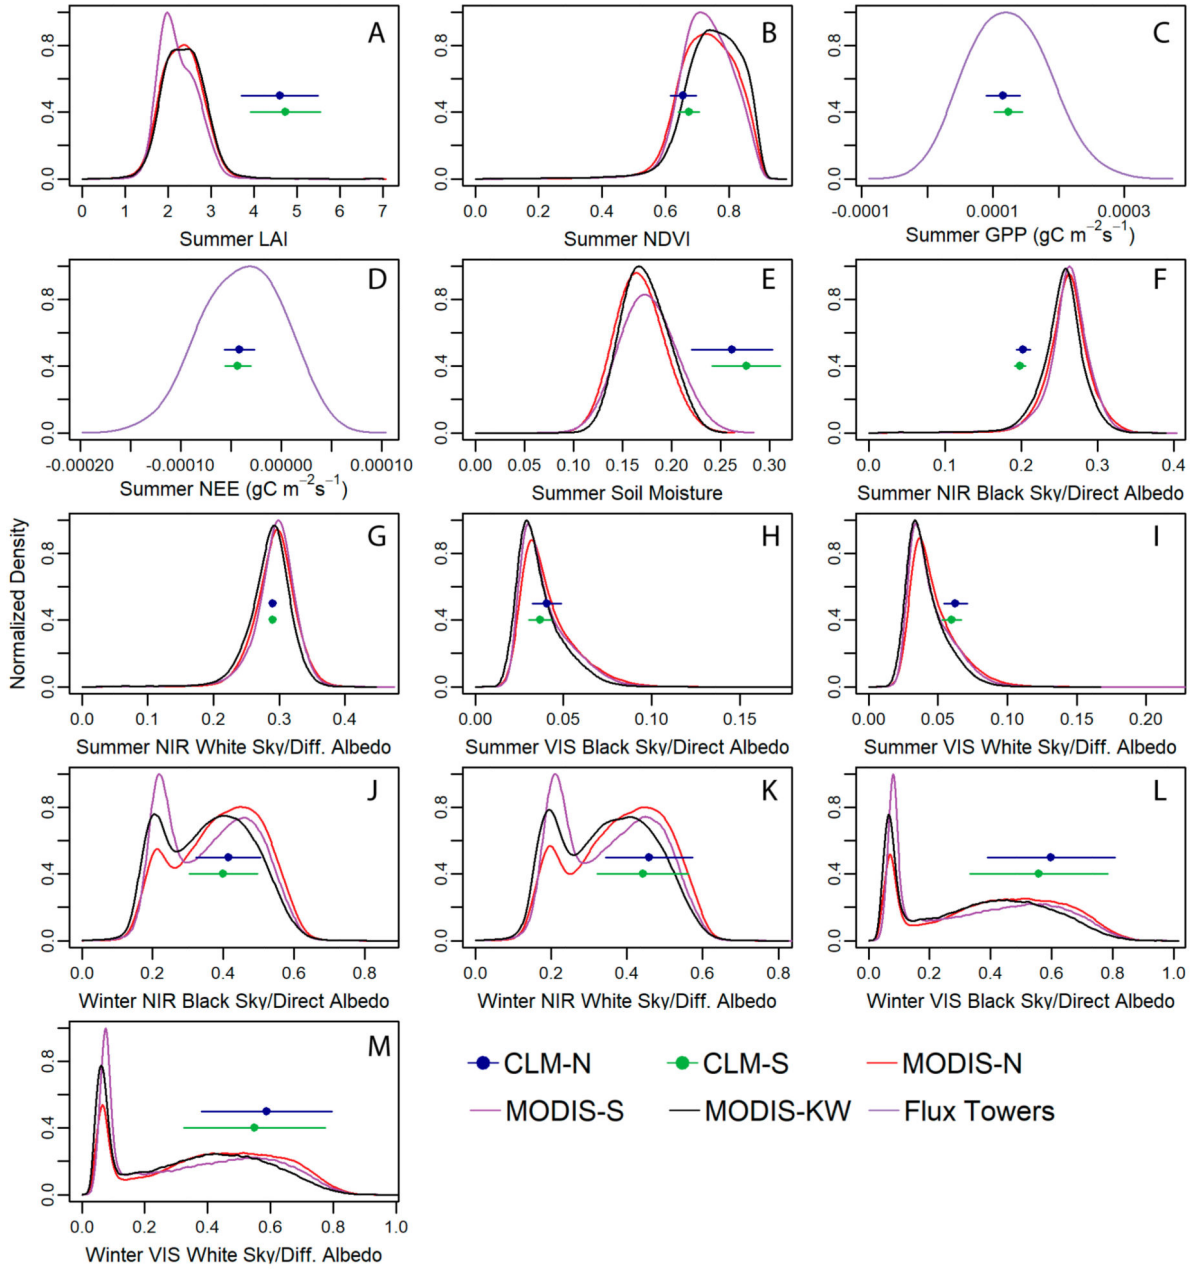 A
B
C
0.0 0.4 0.8
0.0 0.4 0.8
0.0 0.4 0.8
0 1 2 3 4 5 6 7
0.0 0.2 0.4 0.6 0.8
-0.0001 0.0001 0.0003
Summer LAI
Summer NDVI
Summer GPP (gC m⁻²s⁻¹)
D
E
F
0.0 0.4 0.8
0.0 0.4 0.8
0.0 0.4 0.8
-0.00020 -0.00010 0.00000 0.00010
0.00 0.05 0.10 0.15 0.20 0.25 0.30
0.0 0.1 0.2 0.3 0.4
Summer NEE (gC m⁻²s⁻¹)
Summer Soil Moisture
Summer NIR Black Sky/Direct Albedo
Normalized Density
G
H
I
0.0 0.4 0.8
0.0 0.4 0.8
0.0 0.4 0.8
0.0 0.1 0.2 0.3 0.4
0.00 0.05 0.10 0.15
0.00 0.05 0.10 0.15 0.20
Summer NIR White Sky/Diff. Albedo
Summer VIS Black Sky/Direct Albedo
Summer VIS White Sky/Diff. Albedo
J
K
L
0.0 0.4 0.8
0.0 0.4 0.8
0.0 0.4 0.8
0.0 0.2 0.4 0.6 0.8
0.0 0.2 0.4 0.6 0.8
0.0 0.2 0.4 0.6 0.8 1.0
Winter NIR Black Sky/Direct Albedo
Winter NIR White Sky/Diff. Albedo
Winter VIS Black Sky/Direct Albedo
M
0.0 0.4 0.8
0.0 0.2 0.4 0.6 0.8 1.0
Winter VIS White Sky/Diff. Albedo
CLM-N CLM-S MODIS-N
MODIS-S MODIS-KW Flux Towers